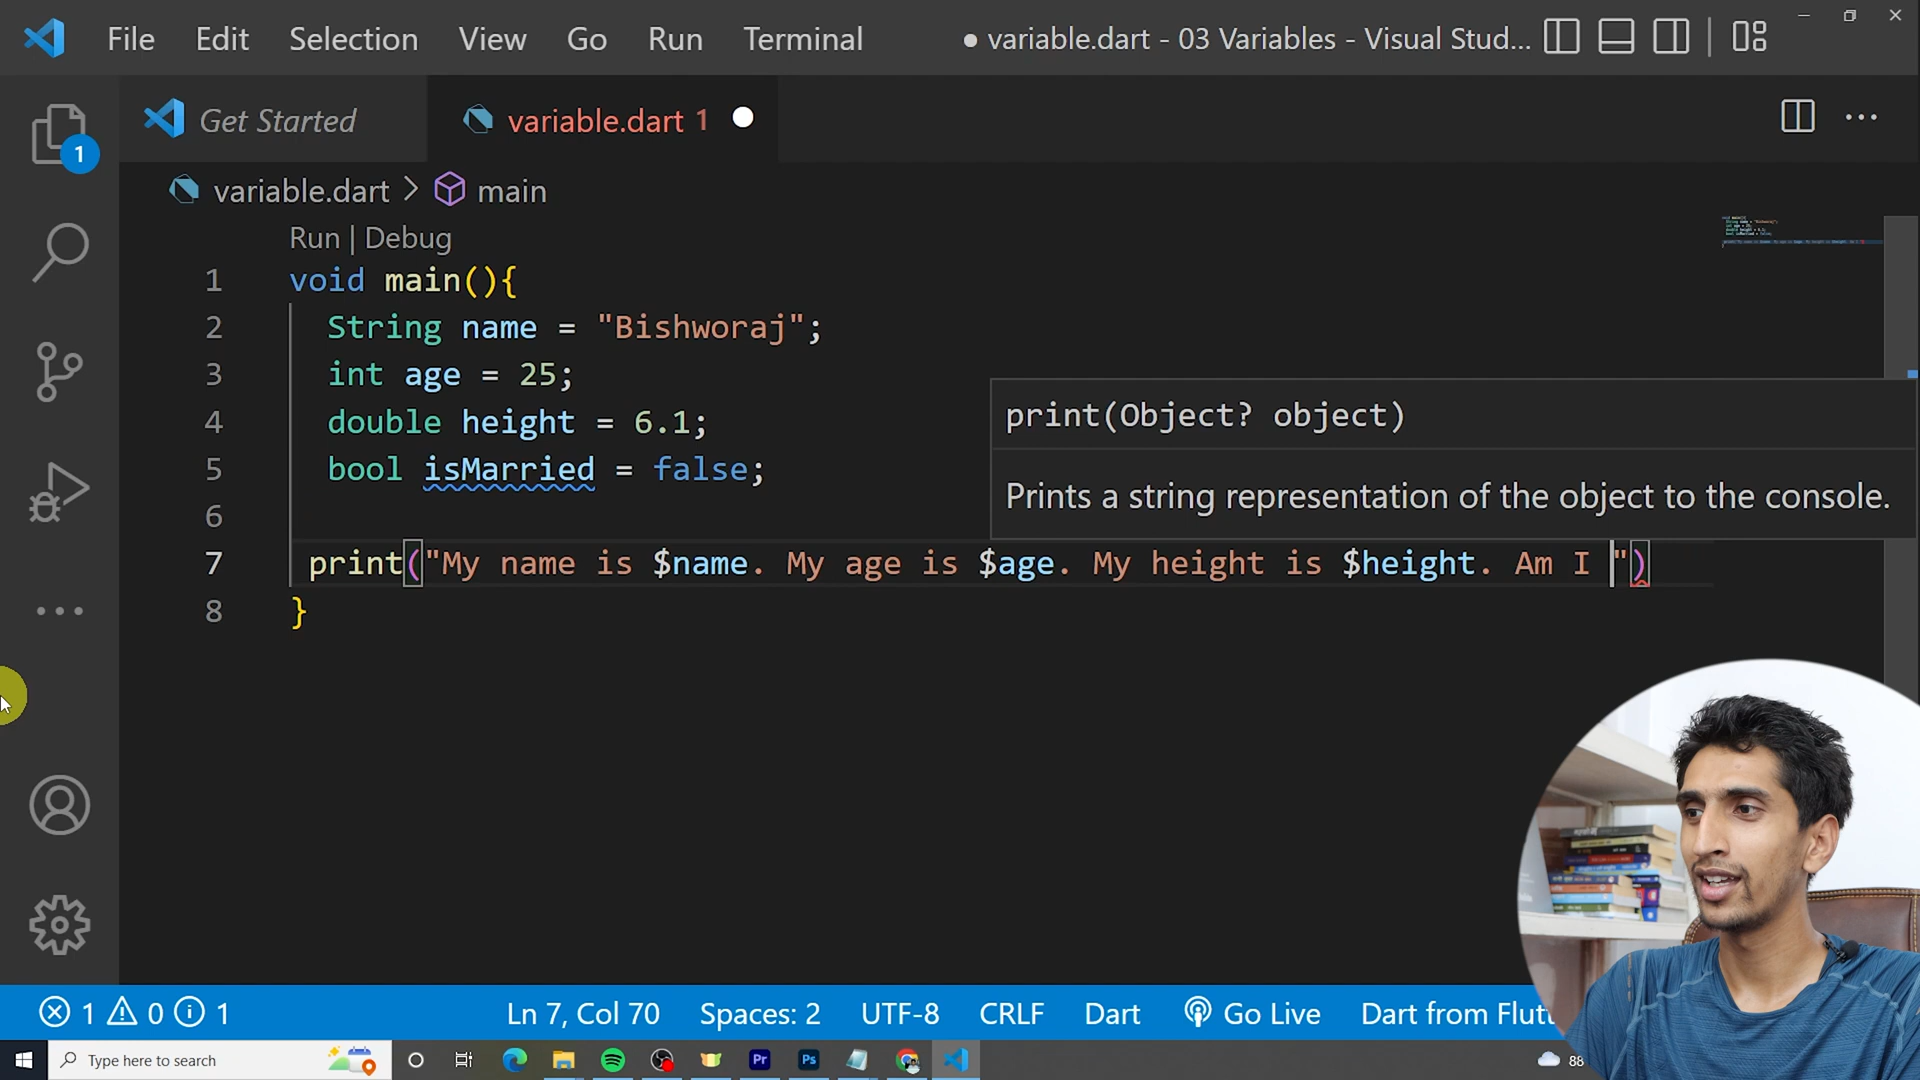 File Edit Selection View Go Run Terminal
● variable.dart - 03 Variables - Visual Stud...
Get Started
variable.dart 1
1
variable.dart > main
Run | Debug
1 void main(){
2 String name = "Bishworaj";
3 int age = 25;
4 double height = 6.1;
5 bool isMarried = false;
6
7 print("My name is $name. My age is $age. My height is $height. Am I ")
8 }
print(Object? object)
Prints a string representation of the object to the console.
1 0 1
Ln 7, Col 70 Spaces: 2 UTF-8 CRLF Dart Go Live Dart from Flutt
Type here to search
Pr
Ps
88